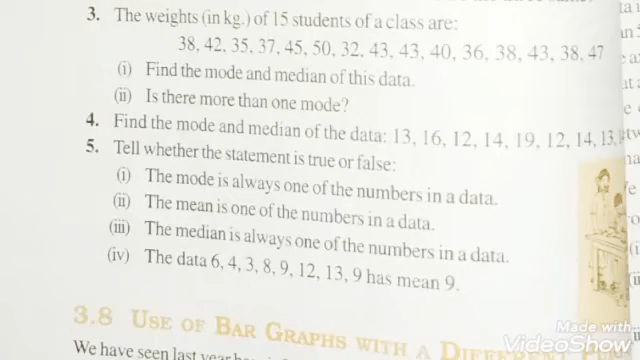 3. The weights (in kg.) of 15 students of a class are:
38, 42, 35, 37, 45, 50, 32, 43, 43, 40, 36, 38, 43, 38, 47
(i) Find the mode and median of this data.
(ii) Is there more than one mode?
4. Find the mode and median of the data: 13, 16, 12, 14, 19, 12, 14, 13,
5. Tell whether the statement is true or false:
(i) The mode is always one of the numbers in a data.
(ii) The mean is one of the numbers in a data.
(iii) The median is always one of the numbers in a data.
(iv) The data 6, 4, 3, 8, 9, 12, 13, 9 has mean 9.
3.8 USE OF BAR GRAPHS WITH A
We have seen last year
Made with
VideoShow